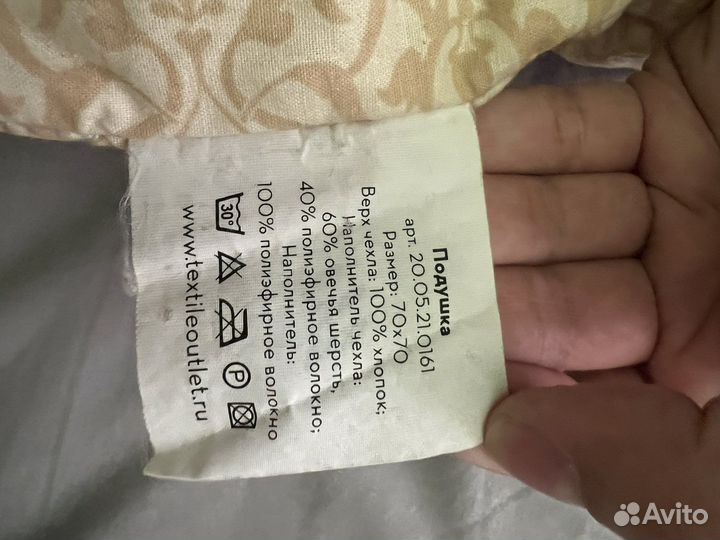 Подушка
арт. 20.05.21.0161
Размер: 70х70
Верх чехла: 100% хлопок;
Наполнитель чехла:
60% овечья шерсть,
40% полиэфирное волокно;
Наполнитель:
100% полиэфирное волокно
30°
P
www.textileoutlet.ru
Avito